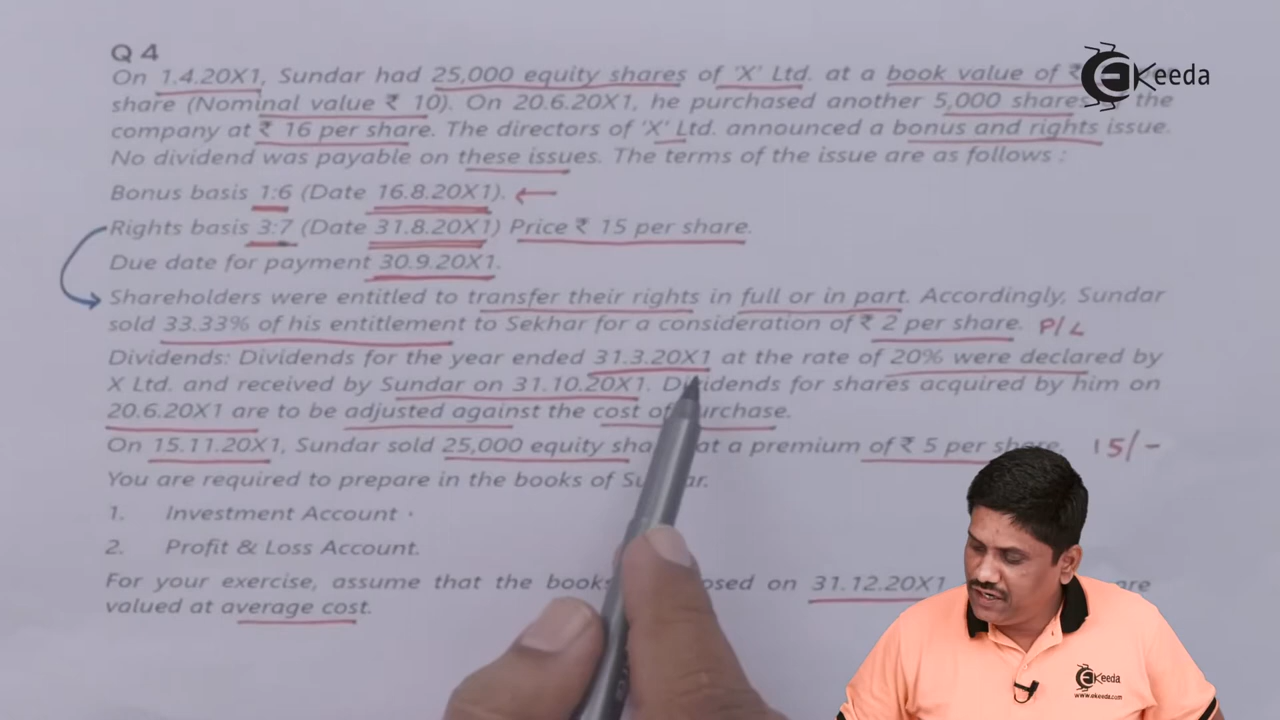 Q 4
On 1.4.20X1, Sundar had 25,000 equity shares of 'X' Ltd. at a book value of ₹
share (Nominal value ₹ 10). On 20.6.20X1, he purchased another 5,000 shares the
company at ₹ 16 per share. The directors of 'X' Ltd. announced a bonus and rights issue.
No dividend was payable on these issues. The terms of the issue are as follows :
Bonus basis 1:6 (Date 16.8.20X1).
Rights basis 3:7 (Date 31.8.20X1) Price ₹ 15 per share.
Due date for payment 30.9.20X1.
Shareholders were entitled to transfer their rights in full or in part. Accordingly, Sundar
sold 33.33% of his entitlement to Sekhar for a consideration of ₹ 2 per share. P/L
Dividends: Dividends for the year ended 31.3.20X1 at the rate of 20% were declared by
X Ltd. and received by Sundar on 31.10.20X1. Dividends for shares acquired by him on
20.6.20X1 are to be adjusted against the cost of purchase.
On 15.11.20X1, Sundar sold 25,000 equity at a premium of ₹ 5 per share. 15/-
You are required to prepare in the books of
1. Investment Account
2. Profit & Loss Account.
For your exercise, assume that the books on 31.12.20X1
valued at average cost.
EKeeda
EKeeda
www.ekeeda.com